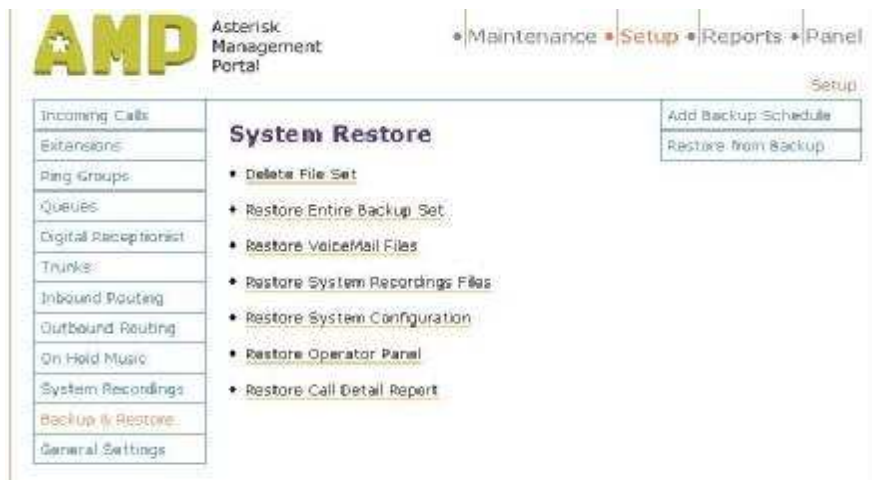 AMP
Asterisk
Management
Portal
• Maintenance • Setup • Reports • Panel
Setup
Incoming Calls
Extensions
Ring Groups
Queues
Digital Receptionist
Trunks
Inbound Routing
Outbound Routing
On Hold Music
System Recordings
Backup & Restore
General Settings
System Restore
• Delete File Set
• Restore Entire Backup Set
• Restore VoiceMail Files
• Restore System Recordings Files
• Restore System Configuration
• Restore Operator Panel
• Restore Call Detail Report
Add Backup Schedule
Restore from Backup